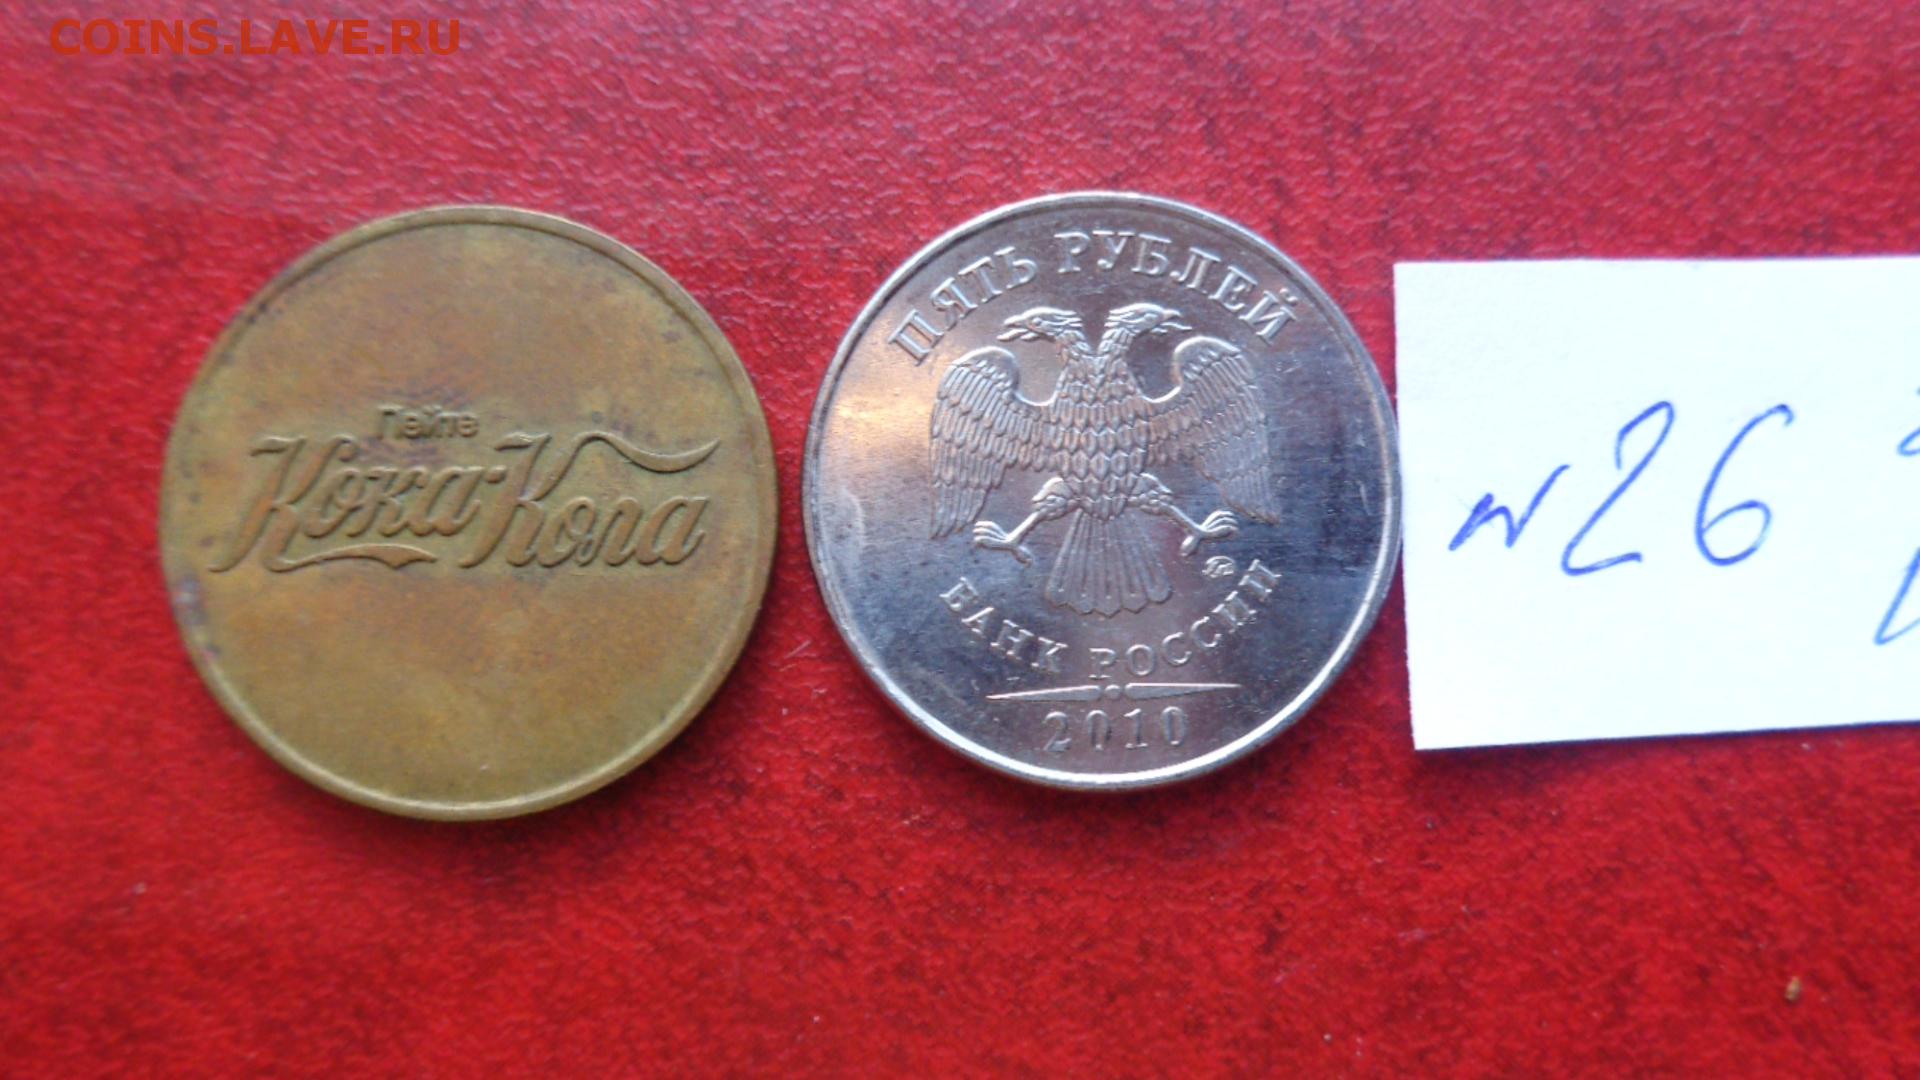 COINS.LAVE.RU
Пейте
Кока-Кола
ПЯТЬ РУБЛЕЙ
БАНК РОССИИ
2010
№26